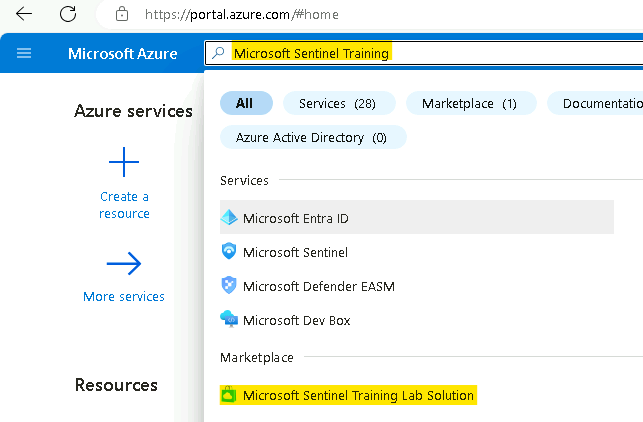 https://portal.azure.com/#home
Microsoft Azure
Microsoft Sentinel Training
All
Services (28)
Marketplace (1)
Documentatio
Azure Active Directory (0)
Azure services
Create a
resource
More services
Resources
Services
Microsoft Entra ID
Microsoft Sentinel
Microsoft Defender EASM
Microsoft Dev Box
Marketplace
Microsoft Sentinel Training Lab Solution